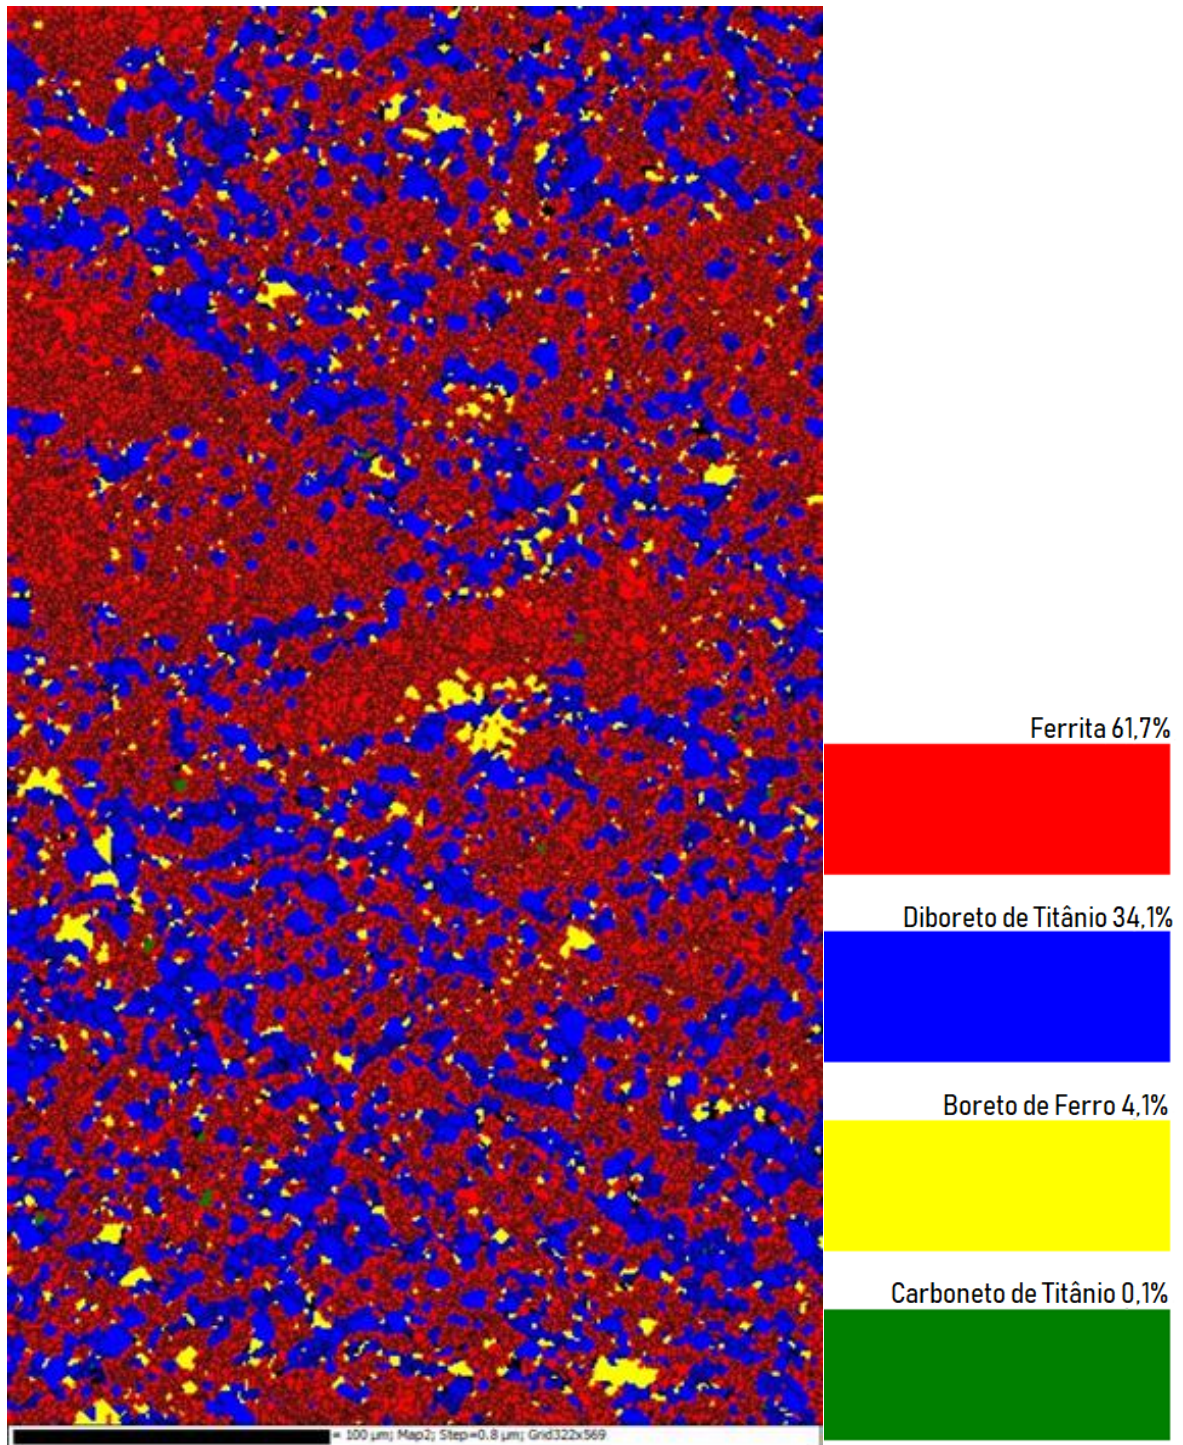 Ferrita 61,7%
Diboreto de Titânio 34,1%
Boreto de Ferro 4,1%
Carboneto de Titânio 0,1%
= 100 µm; Map2; Step=0.8 µm; Grid322x569